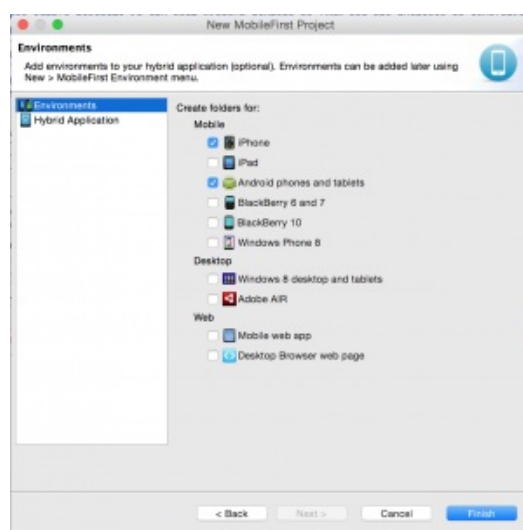 New MobileFirst Project
Environments
Add environments to your hybrid application (optional). Environments can be added later using
New > MobileFirst Environment menu.
Environments
Hybrid Application
Create folders for:
Mobile
iPhone
iPad
Android phones and tablets
BlackBerry 6 and 7
BlackBerry 10
Windows Phone 8
Desktop
Windows 8 desktop and tablets
Adobe AIR
Web
Mobile web app
Desktop Browser web page
< Back
Next >
Cancel
Finish